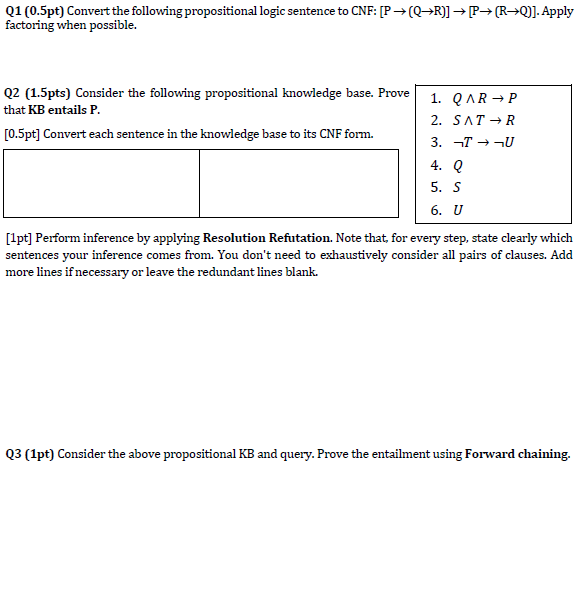 Q1 (0.5pt) Convert the following propositional logic sentence to CNF: [P → (Q→R)] → [P→ (R→Q)]. Apply
factoring when possible.
Q2 (1.5pts) Consider the following propositional knowledge base. Prove
that KB entails P.
[0.5pt] Convert each sentence in the knowledge base to its CNF form.
1. Q ∧ R → P
2. S ∧ T → R
3. ¬T → ¬U
4. Q
5. S
6. U
[1pt] Perform inference by applying Resolution Refutation. Note that, for every step, state clearly which
sentences your inference comes from. You don't need to exhaustively consider all pairs of clauses. Add
more lines if necessary or leave the redundant lines blank.
Q3 (1pt) Consider the above propositional KB and query. Prove the entailment using Forward chaining.